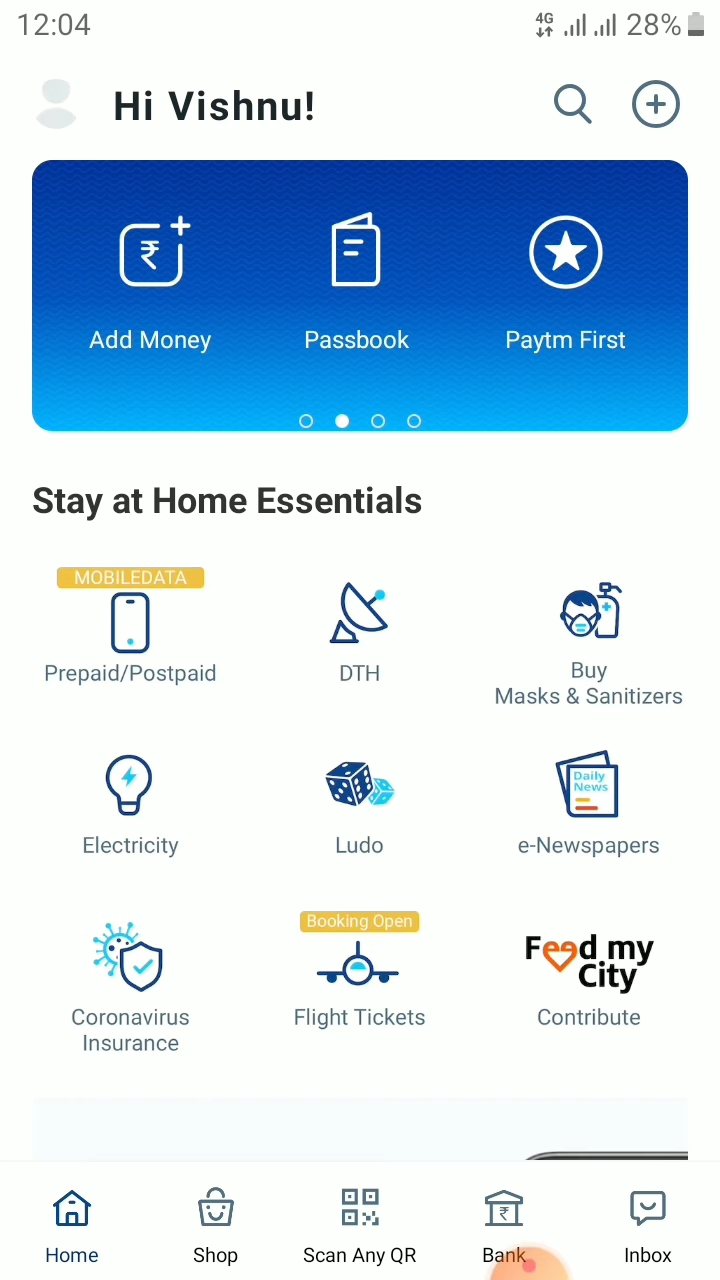 12:04
4G
28%
Hi Vishnu!
Add Money
Passbook
Paytm First
Stay at Home Essentials
MOBILEDATA
Prepaid/Postpaid
DTH
Buy
Masks & Sanitizers
Electricity
Ludo
Daily
News
e-Newspapers
Coronavirus
Insurance
Booking Open
Flight Tickets
Feed my
City
Contribute
Home
Shop
Scan Any QR
Bank
Inbox